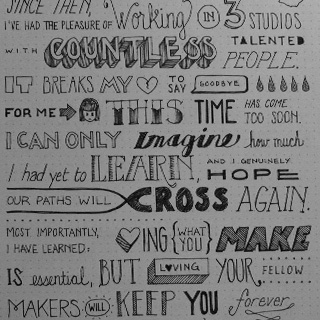 SINCE THEN,
I'VE HAD THE PLEASURE OF Working IN 3 STUDIOS
WITH COUNTLESS TALENTED PEOPLE.
IT BREAKS MY ♡ TO SAY GOODBYE
FOR ME THIS TIME HAS COME TOO SOON.
I CAN ONLY Imagine how much
I had yet to LEARN, AND I GENUINELY HOPE
OUR PATHS WILL CROSS AGAIN.
MOST IMPORTANTLY, I HAVE LEARNED: ♡ING {WHAT YOU} MAKE
IS essential, BUT LOVING YOUR FELLOW
MAKERS WILL KEEP YOU forever